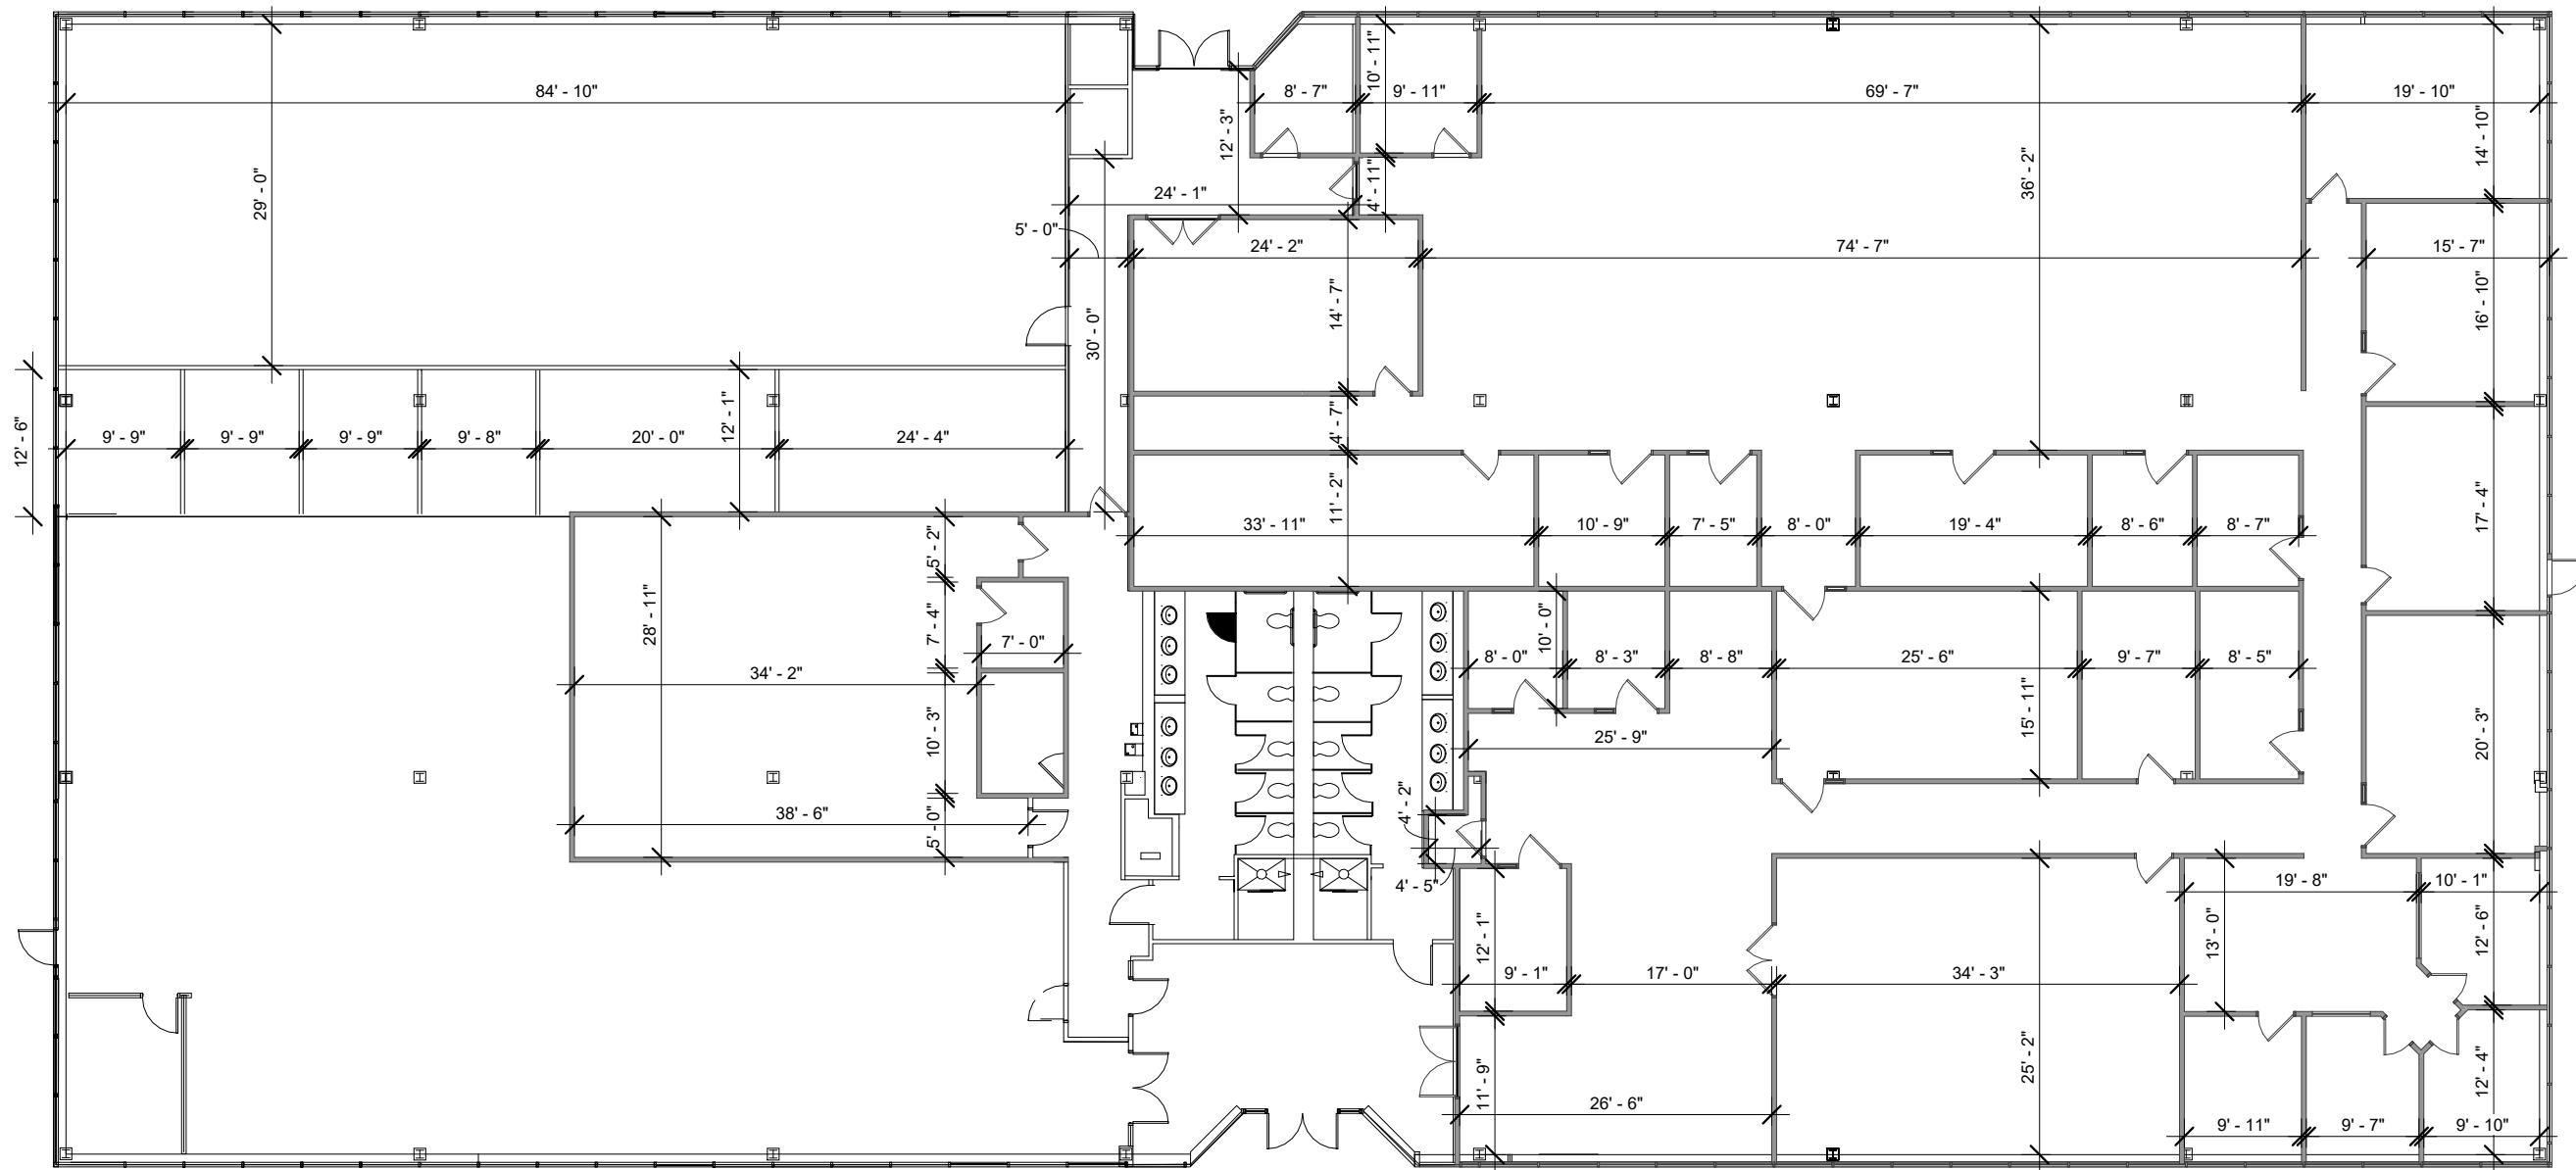 84' - 10"
8' - 7"
10' - 11"
9' - 11"
69' - 7"
19' - 10"
12' - 3"
14' - 10"
36' - 2"
29' - 0"
24' - 1"
4' - 11"
5' - 0"
24' - 2"
74' - 7"
15' - 7"
14' - 7"
16' - 10"
30' - 0"
12' - 6"
9' - 9"
9' - 9"
9' - 9"
9' - 8"
20' - 0"
12' - 1"
24' - 4"
4' - 7"
11' - 2"
17' - 4"
33' - 11"
10' - 9"
7' - 5"
8' - 0"
19' - 4"
8' - 6"
8' - 7"
5' - 2"
28' - 11"
7' - 4"
7' - 0"
10' - 0"
8' - 0"
8' - 3"
8' - 8"
25' - 6"
9' - 7"
8' - 5"
34' - 2"
15' - 11"
10' - 3"
25' - 9"
20' - 3"
38' - 6"
5' - 0"
4' - 2"
4' - 5"
19' - 8"
10' - 1"
12' - 1"
13' - 0"
12' - 6"
9' - 1"
17' - 0"
34' - 3"
11' - 9"
25' - 2"
12' - 4"
26' - 6"
9' - 11"
9' - 7"
9' - 10"